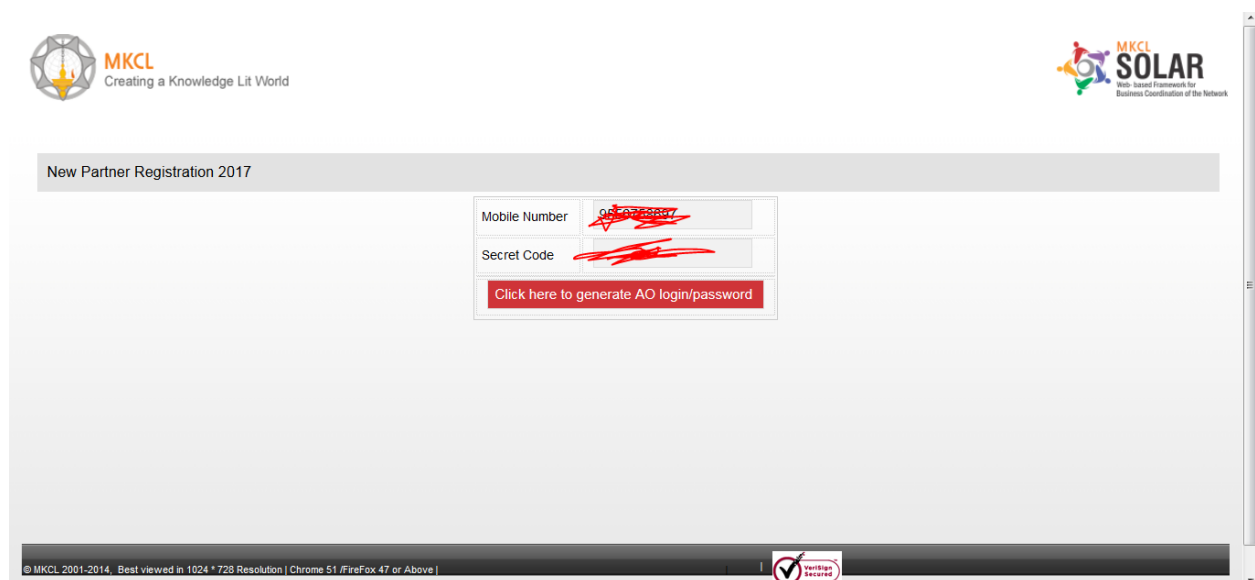 MKCL
Creating a Knowledge Lit World
MKCL
SOLAR
Web- based Framework for
Business Coordination of the Network
New Partner Registration 2017
Mobile Number
Secret Code
Click here to generate AO login/password
© MKCL 2001-2014, Best viewed in 1024 * 728 Resolution | Chrome 51 /FireFox 47 or Above |
|
VeriSign
Secured